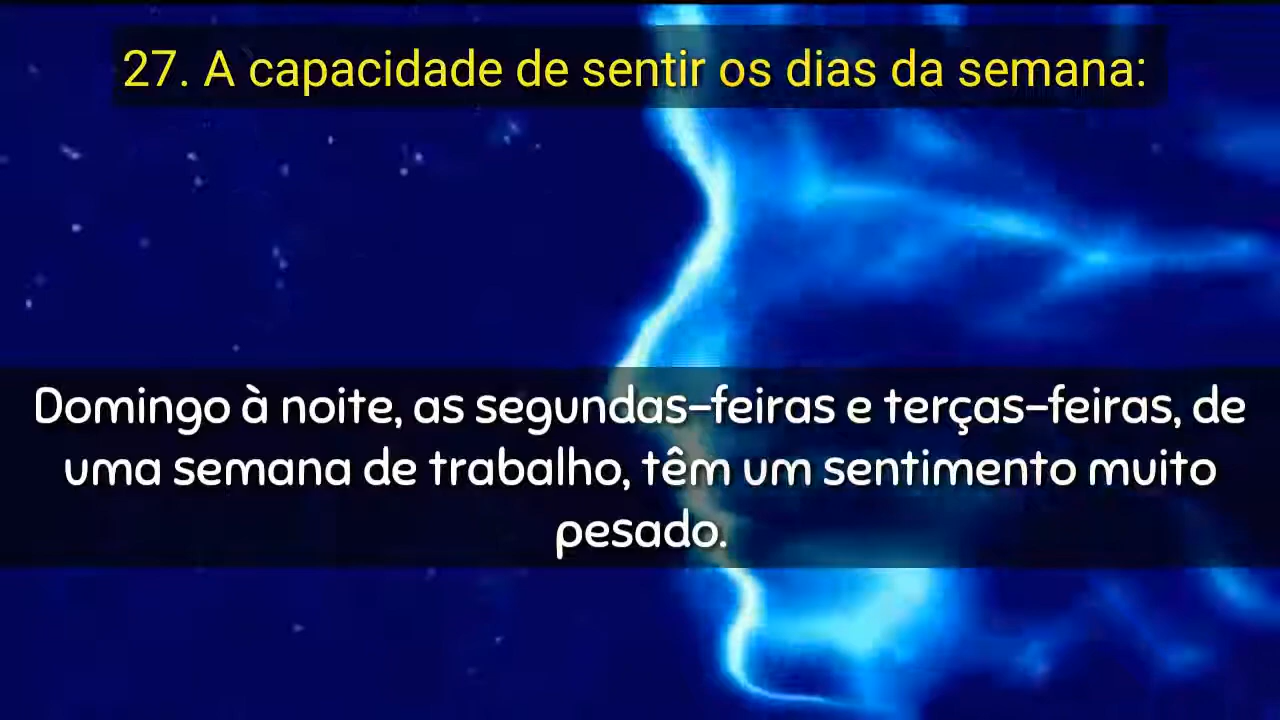 27. A capacidade de sentir os dias da semana:
Domingo à noite, as segundas-feiras e terças-feiras, de
uma semana de trabalho, têm um sentimento muito
pesado.